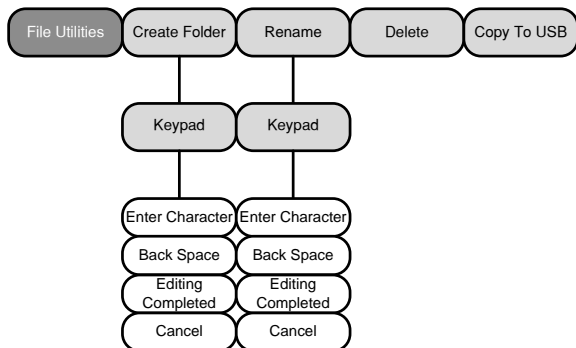 File Utilities
Create Folder
Rename
Delete
Copy To USB
Keypad
Keypad
Enter Character
Enter Character
Back Space
Back Space
Editing
Completed
Editing
Completed
Cancel
Cancel